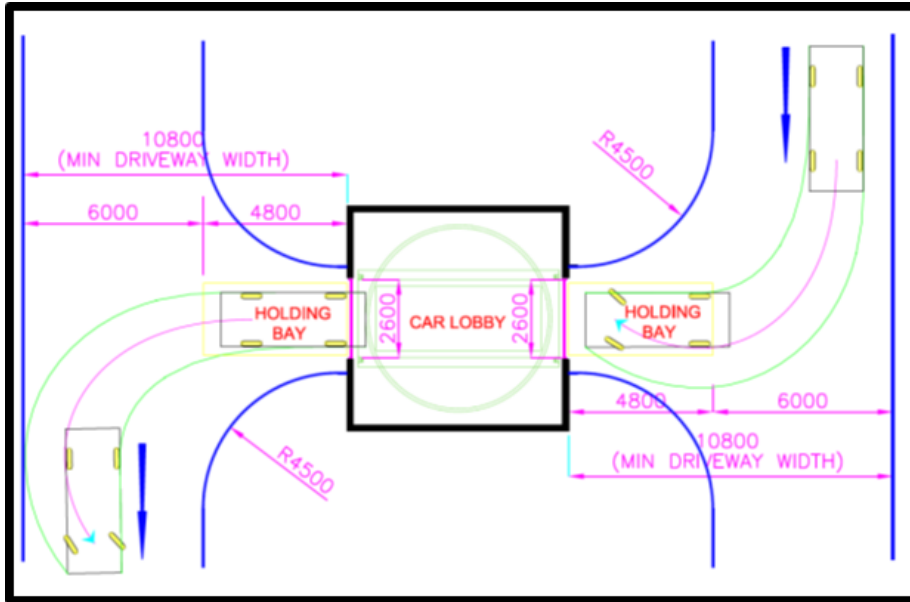 10800
(MIN DRIVEWAY WIDTH)
6000
4800
R4500
HOLDING
BAY
2600
CAR LOBBY
2600
HOLDING
BAY
R4500
4800
6000
10800
(MIN DRIVEWAY WIDTH)